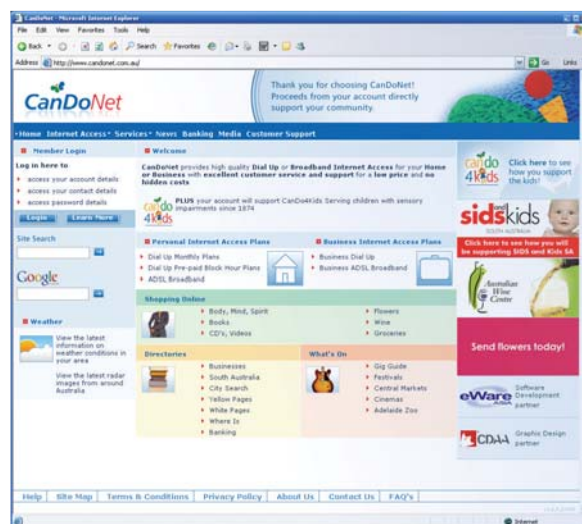 CanDoNet - Microsoft Internet Explorer
File Edit View Favorites Tools Help
Back Search Favorites
Address http://www.candonet.com.au/ Go Links
CanDoNet
Thank you for choosing CanDoNet!
Proceeds from your account directly
support your community.
Home Internet Access Services News Banking Media Customer Support
Member Login
Log in here to
access your account details
access your contact details
access password details
Login Learn More
Site Search
Google
Weather
View the latest
information on
weather conditions in
your area
View the latest radar
images from around
Australia
Welcome
CanDoNet provides high quality Dial Up or Broadband Internet Access for your Home
or Business with excellent customer service and support for a low price and no
hidden costs
can do
4kids
PLUS your account will support CanDo4Kids Serving children with sensory
impairments since 1874
Personal Internet Access Plans
Dial Up Monthly Plans
Dial Up Pre-paid Block Hour Plans
ADSL Broadband
Business Internet Access Plans
Business Dial Up
Business ADSL Broadband
Shopping Online
Body, Mind, Spirit
Books
CD's, Videos
Flowers
Wine
Groceries
Directories
Businesses
South Australia
City Search
Yellow Pages
White Pages
Where Is
Banking
What's On
Gig Guide
Festivals
Central Markets
Cinemas
Adelaide Zoo
can do
4kids
Click here to see
how you support
the kids!
sidskids
SOUTH AUSTRALIA
Click here to see how you will
be supporting SIDS and Kids SA
Australian
Wine
Centre
Send flowers today!
eWare
ASIA
Software
Development
partner
CDAA
Graphic Design
partner
Help Site Map Terms & Conditions Privacy Policy About Us Contact Us FAQ's
Internet